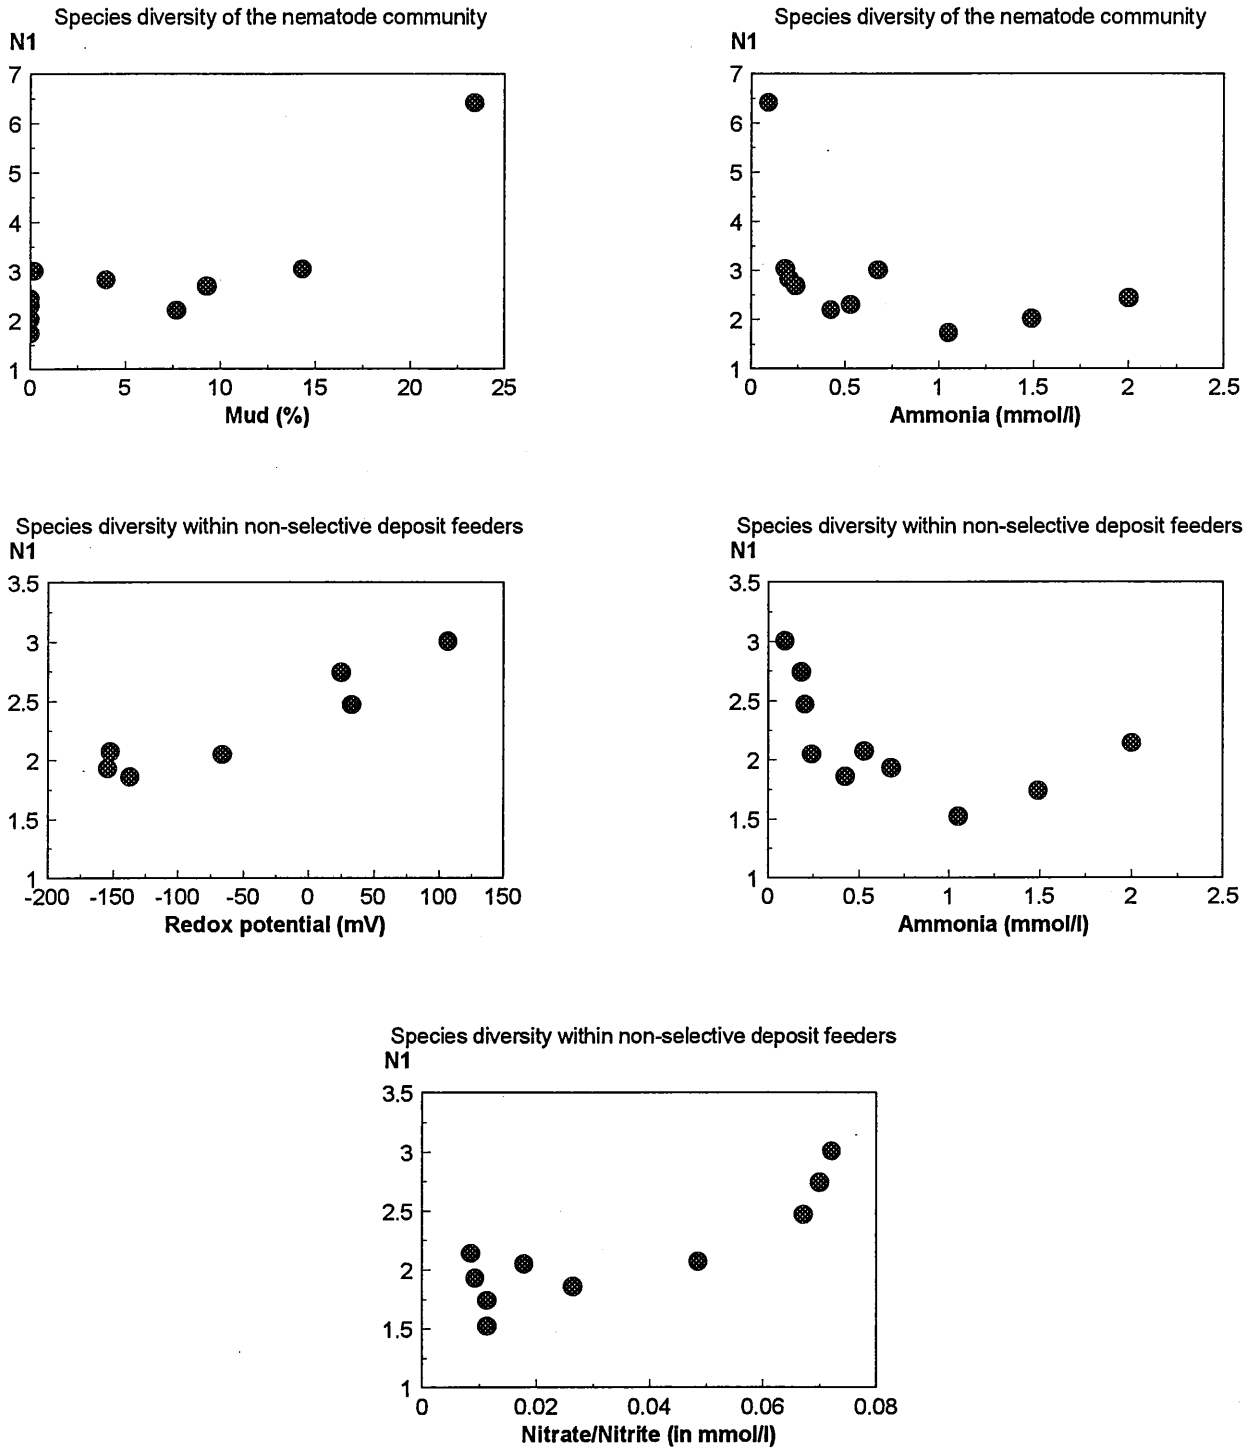 Species diversity of the nematode community
N1
7
6
5
4
3
2
1
0 5 10 15 20 25
Mud (%)
Species diversity of the nematode community
N1
7
6
5
4
3
2
1
0 0.5 1 1.5 2 2.5
Ammonia (mmol/l)
Species diversity within non-selective deposit feeders
N1
3.5
3
2.5
2
1.5
1
-200 -150 -100 -50 0 50 100 150
Redox potential (mV)
Species diversity within non-selective deposit feeders
N1
3.5
3
2.5
2
1.5
1
0 0.5 1 1.5 2 2.5
Ammonia (mmol/l)
Species diversity within non-selective deposit feeders
N1
3.5
3
2.5
2
1.5
1
0 0.02 0.04 0.06 0.08
Nitrate/Nitrite (in mmol/l)